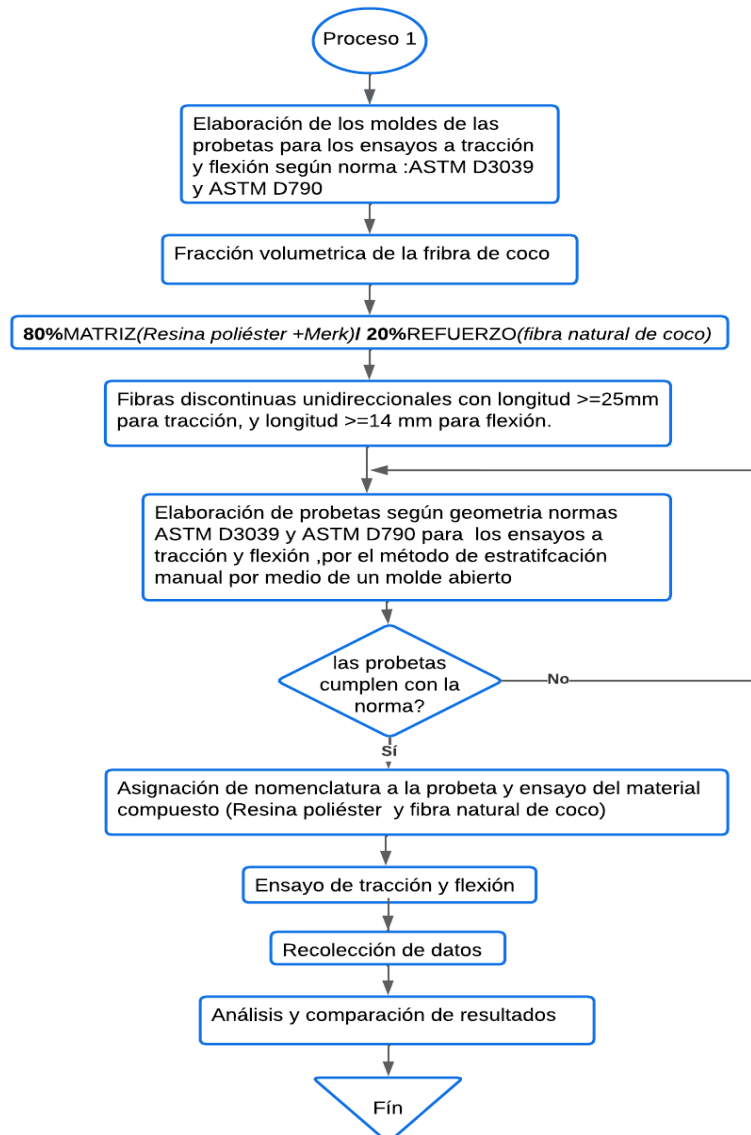 Proceso 1
Elaboración de los moldes de las
probetas para los ensayos a tracción
y flexión según norma :ASTM D3039
y ASTM D790
Fracción volumetrica de la fribra de coco
80%MATRIZ(Resina poliéster +Merk)/ 20%REFUERZO(fibra natural de coco)
Fibras discontinuas unidireccionales con longitud >=25mm
para tracción, y longitud >=14 mm para flexión.
Elaboración de probetas según geometria normas
ASTM D3039 y ASTM D790 para los ensayos a
tracción y flexión ,por el método de estratifcación
manual por medio de un molde abierto
las probetas
cumplen con la
norma?
No
Sí
Asignación de nomenclatura a la probeta y ensayo del material
compuesto (Resina poliéster y fibra natural de coco)
Ensayo de tracción y flexión
Recolección de datos
Análisis y comparación de resultados
Fín